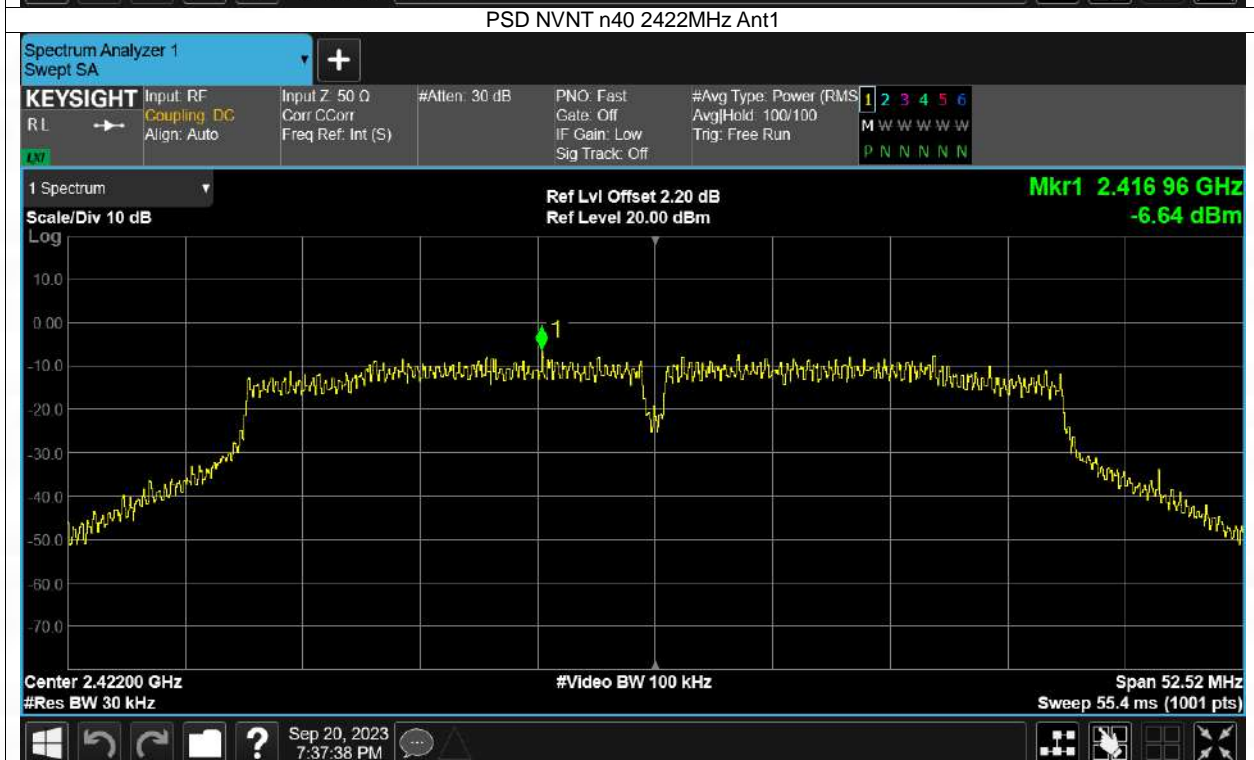 PSD NVNT n40 2422MHz Ant1
Spectrum Analyzer 1
Swept SA
+
KEYSIGHT Input: RF Input Z: 50 Ω #Atten: 30 dB PNO: Fast #Avg Type: Power (RMS 1 2 3 4 5 6
RL Coupling: DC Corr CCorr Gate: Off Avg|Hold: 100/100 M W W W W W
Align: Auto Freq Ref: Int (S) IF Gain: Low Trig: Free Run P N N N N N
LXI Sig Track: Off
1 Spectrum Ref Lvl Offset 2.20 dB Mkr1 2.416 96 GHz
Scale/Div 10 dB Ref Level 20.00 dBm -6.64 dBm
Log
10.0
0.00
1
-10.0
-20.0
-30.0
-40.0
-50.0
-60.0
-70.0
Center 2.42200 GHz #Video BW 100 kHz Span 52.52 MHz
#Res BW 30 kHz Sweep 55.4 ms (1001 pts)
? Sep 20, 2023
7:37:38 PM